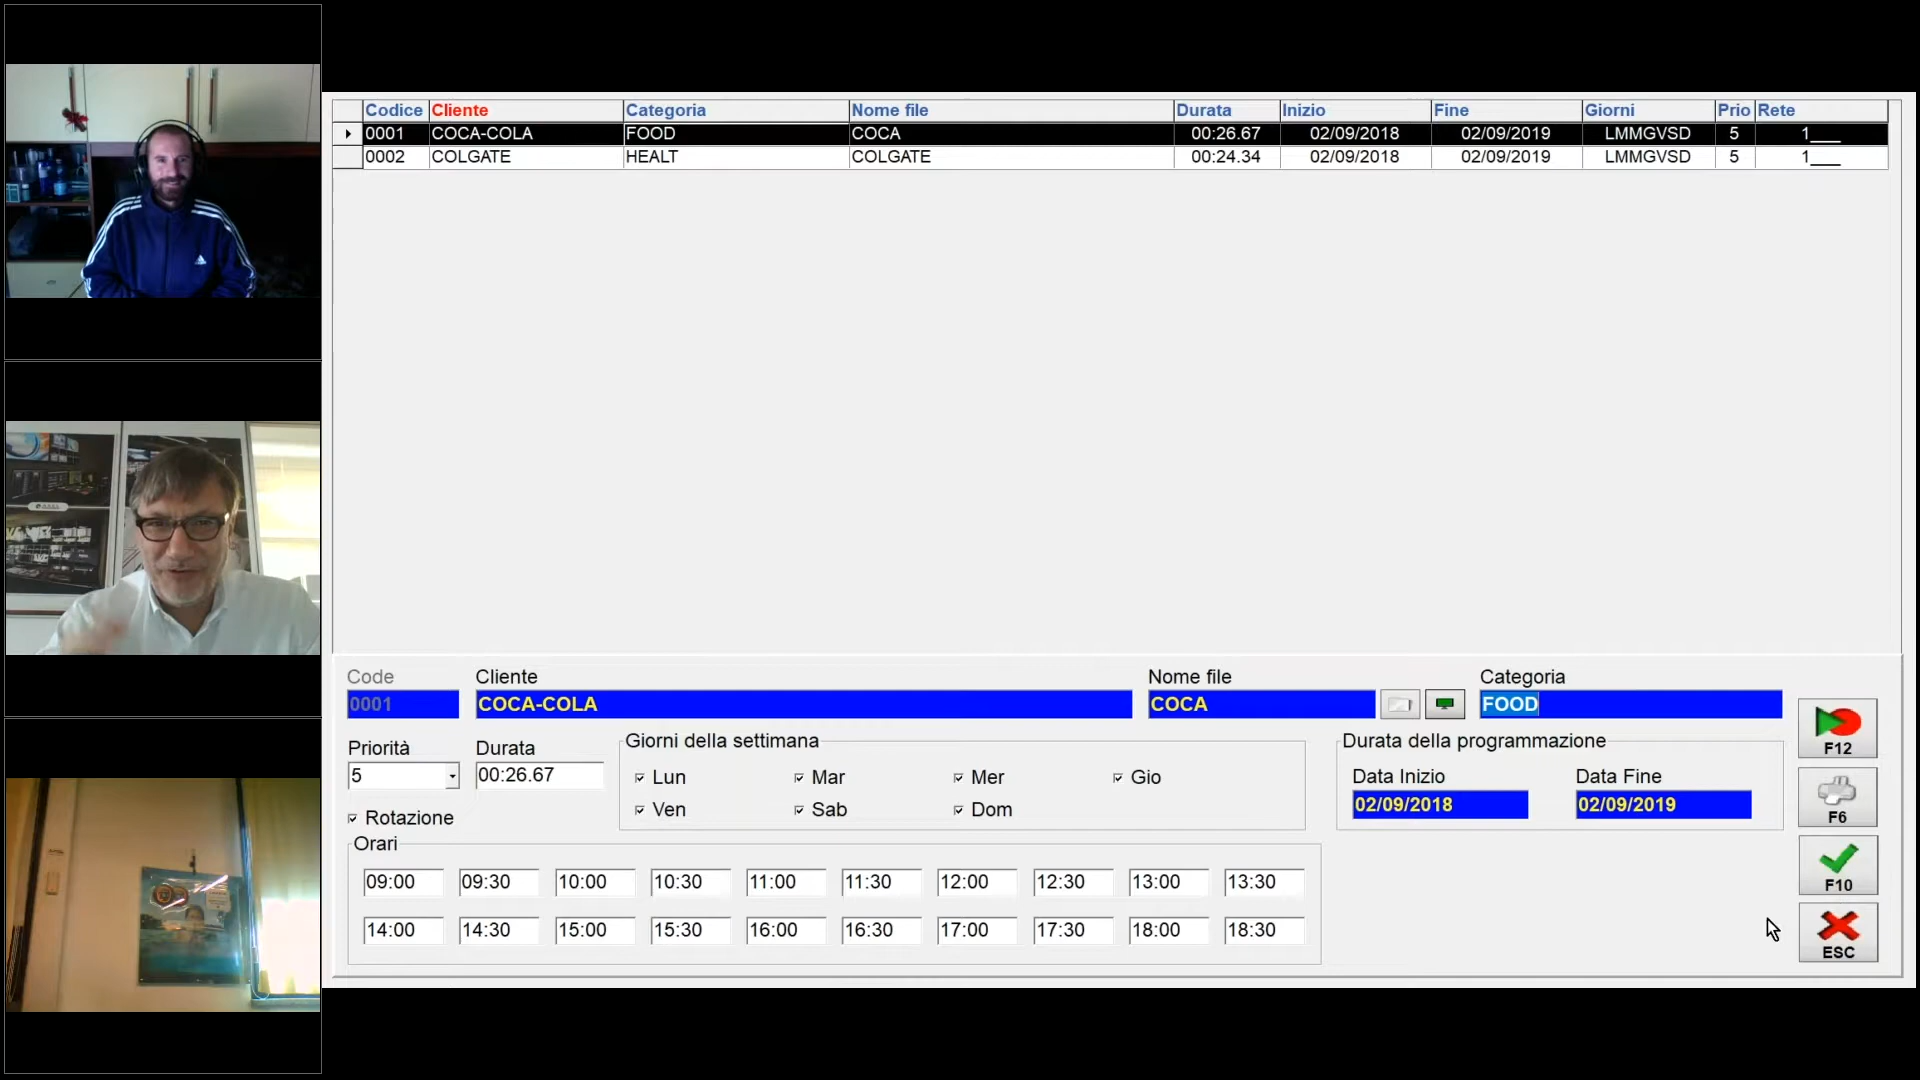 Codice Cliente Categoria Nome file Durata Inizio Fine Giorni Prio Rete
0001 COCA-COLA FOOD COCA 00:26.67 02/09/2018 02/09/2019 LMMGVSD 5 1___
0002 COLGATE HEALT COLGATE 00:24.34 02/09/2018 02/09/2019 LMMGVSD 5 1___
Code Cliente Nome file Categoria
0001 COCA-COLA COCA FOOD
F12
Priorità Durata Giorni della settimana Durata della programmazione
5 00:26.67 Lun Mar Mer Gio Data Inizio Data Fine
Ven Sab Dom 02/09/2018 02/09/2019
F6
Rotazione
Orari
09:00 09:30 10:00 10:30 11:00 11:30 12:00 12:30 13:00 13:30
F10
14:00 14:30 15:00 15:30 16:00 16:30 17:00 17:30 18:00 18:30
ESC